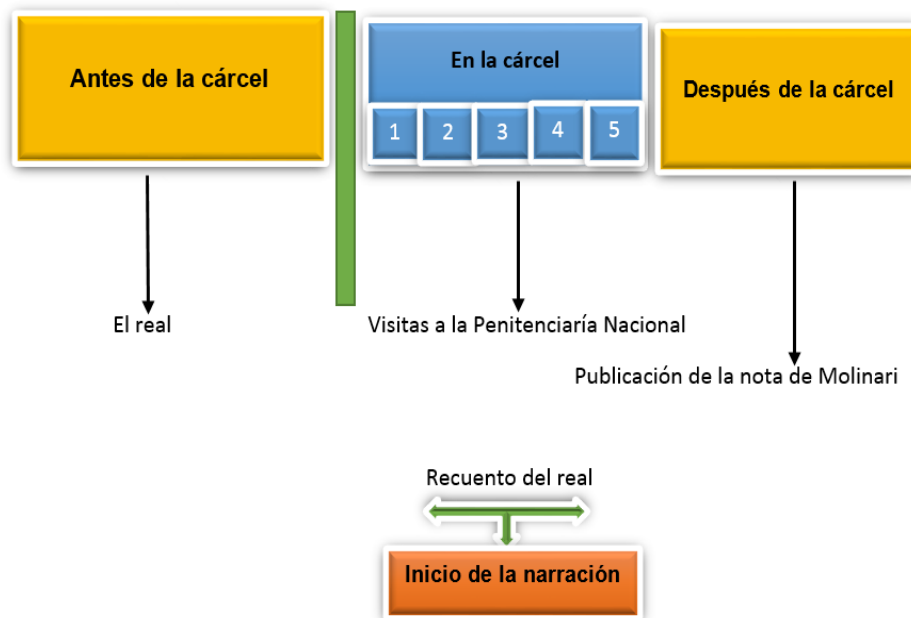 Antes de la cárcel
En la cárcel
1 2 3 4 5
Después de la cárcel
El real
Visitas a la Penitenciaría Nacional
Publicación de la nota de Molinari
Recuento del real
Inicio de la narración